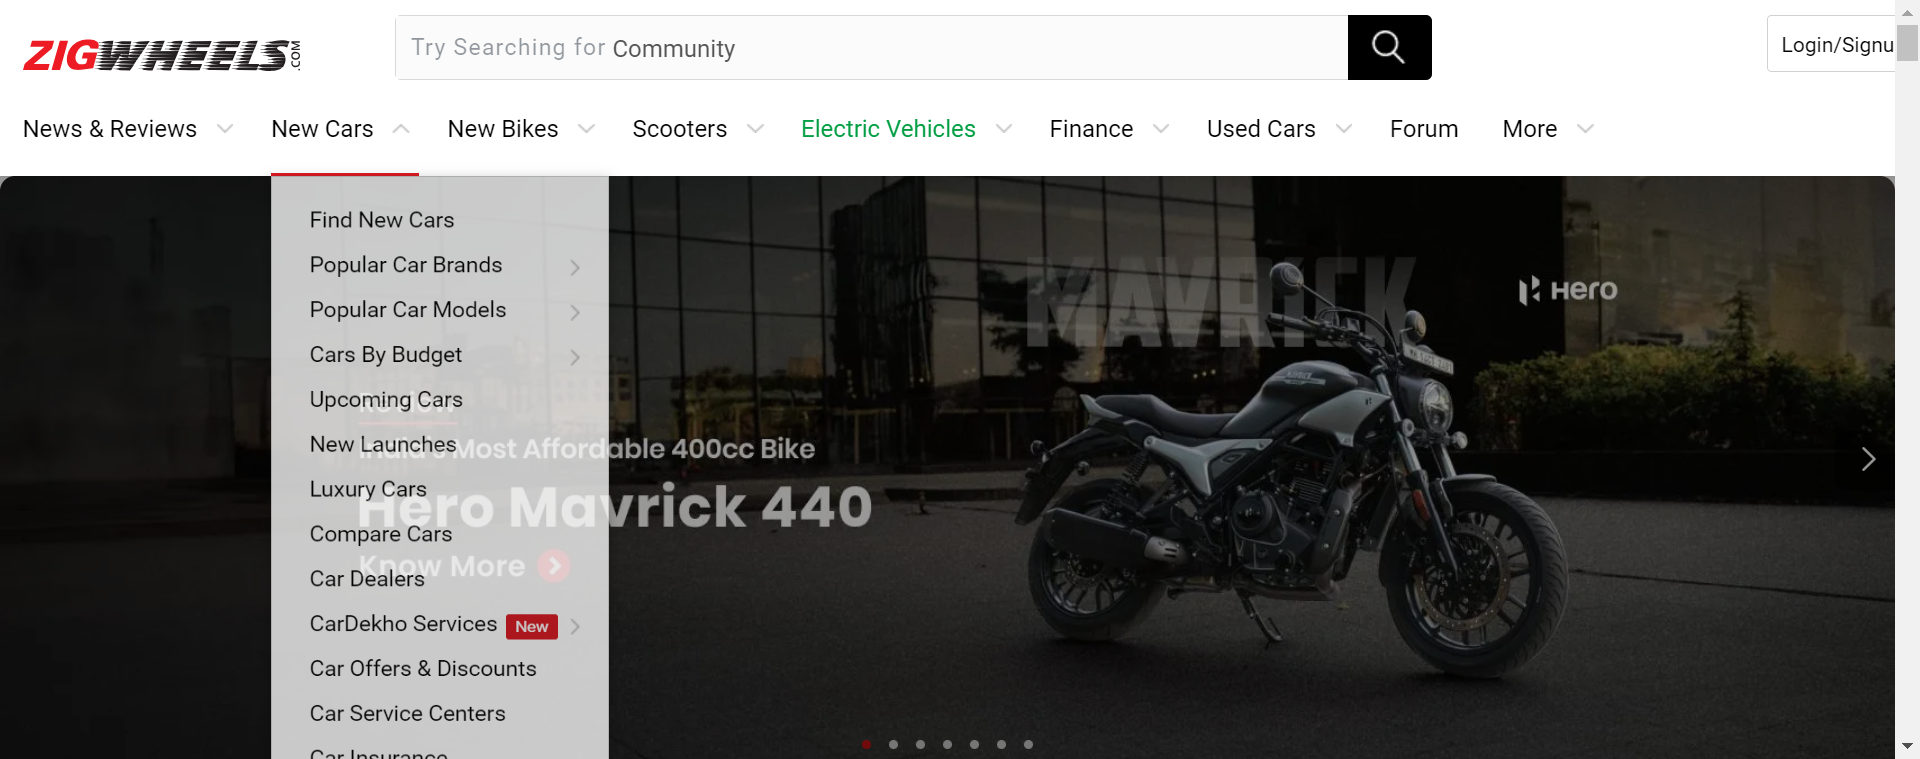 ZIGWHEELS.COM
Try Searching for Community
Login/Signu
News & Reviews
New Cars
New Bikes
Scooters
Electric Vehicles
Finance
Used Cars
Forum
More
Find New Cars
Popular Car Brands
Popular Car Models
Cars By Budget
Upcoming Cars
New Launches
Luxury Cars
Compare Cars
Car Dealers
CarDekho Services New
Car Offers & Discounts
Car Service Centers
Car Insurance
Review
India's Most Affordable 400cc Bike
Hero Mavrick 440
Know More
MAVRICK
Hero